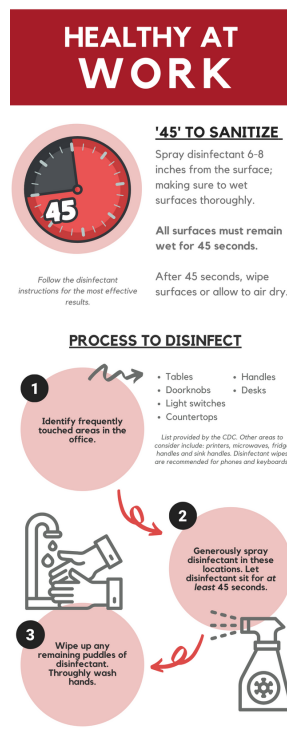 HEALTHY AT
WORK
'45' TO SANITIZE
Spray disinfectant 6-8
inches from the surface;
making sure to wet
surfaces thoroughly.
All surfaces must remain
wet for 45 seconds.
After 45 seconds, wipe
surfaces or allow to air dry.
45
Follow the disinfectant
instructions for the most effective
results.
PROCESS TO DISINFECT
1
Identify frequently
touched areas in the
office.
• Tables
• Doorknobs
• Light switches
• Countertops
• Handles
• Desks
List provided by the CDC. Other areas to
consider include: printers, microwaves, fridge
handles and sink handles. Disinfectant wipes
are recommended for phones and keyboards
2
Generously spray
disinfectant in these
locations. Let
disinfectant sit for at
least 45 seconds.
3
Wipe up any
remaining puddles of
disinfectant.
Throughly wash
hands.